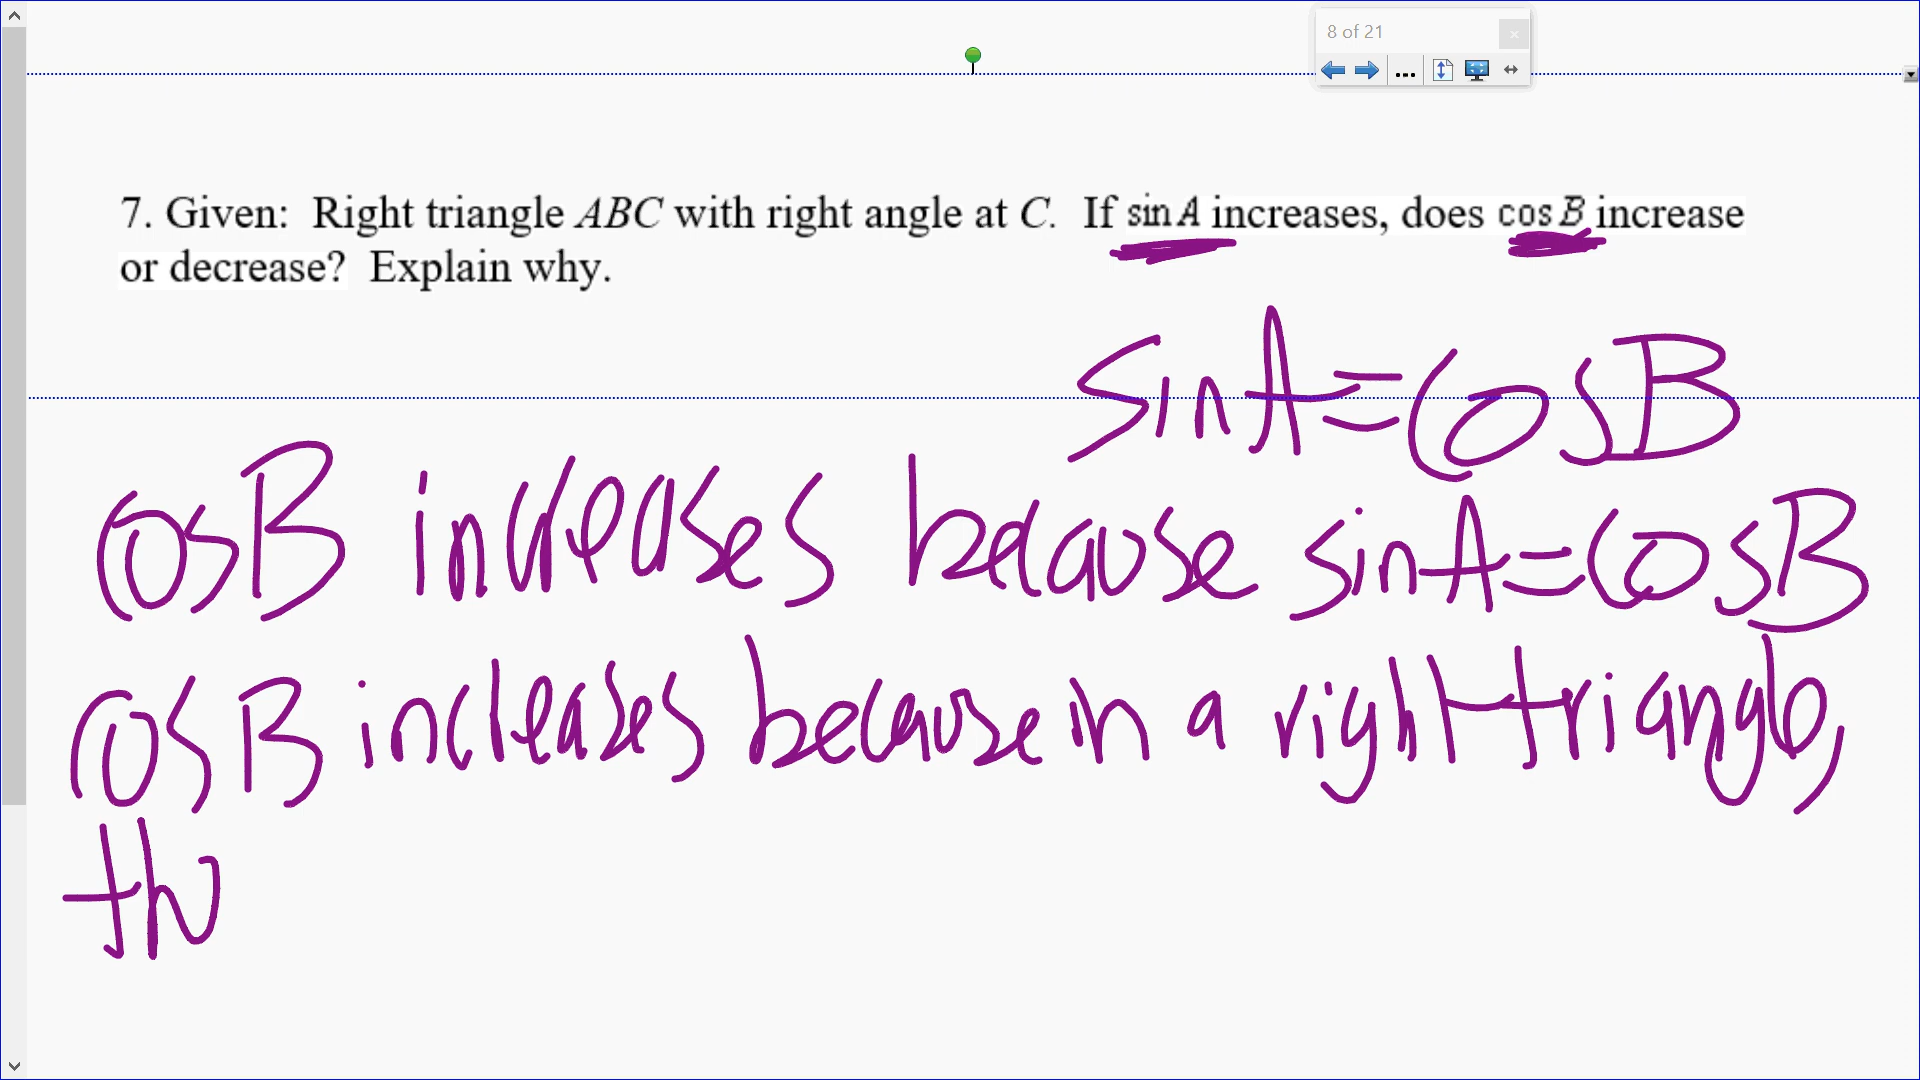 8 of 21
7. Given: Right triangle ABC with right angle at C. If sin A increases, does cos B increase
or decrease? Explain why.
sinA=cosB
cosB increases because sinA=cosB
cosB increases because in a right triangle,